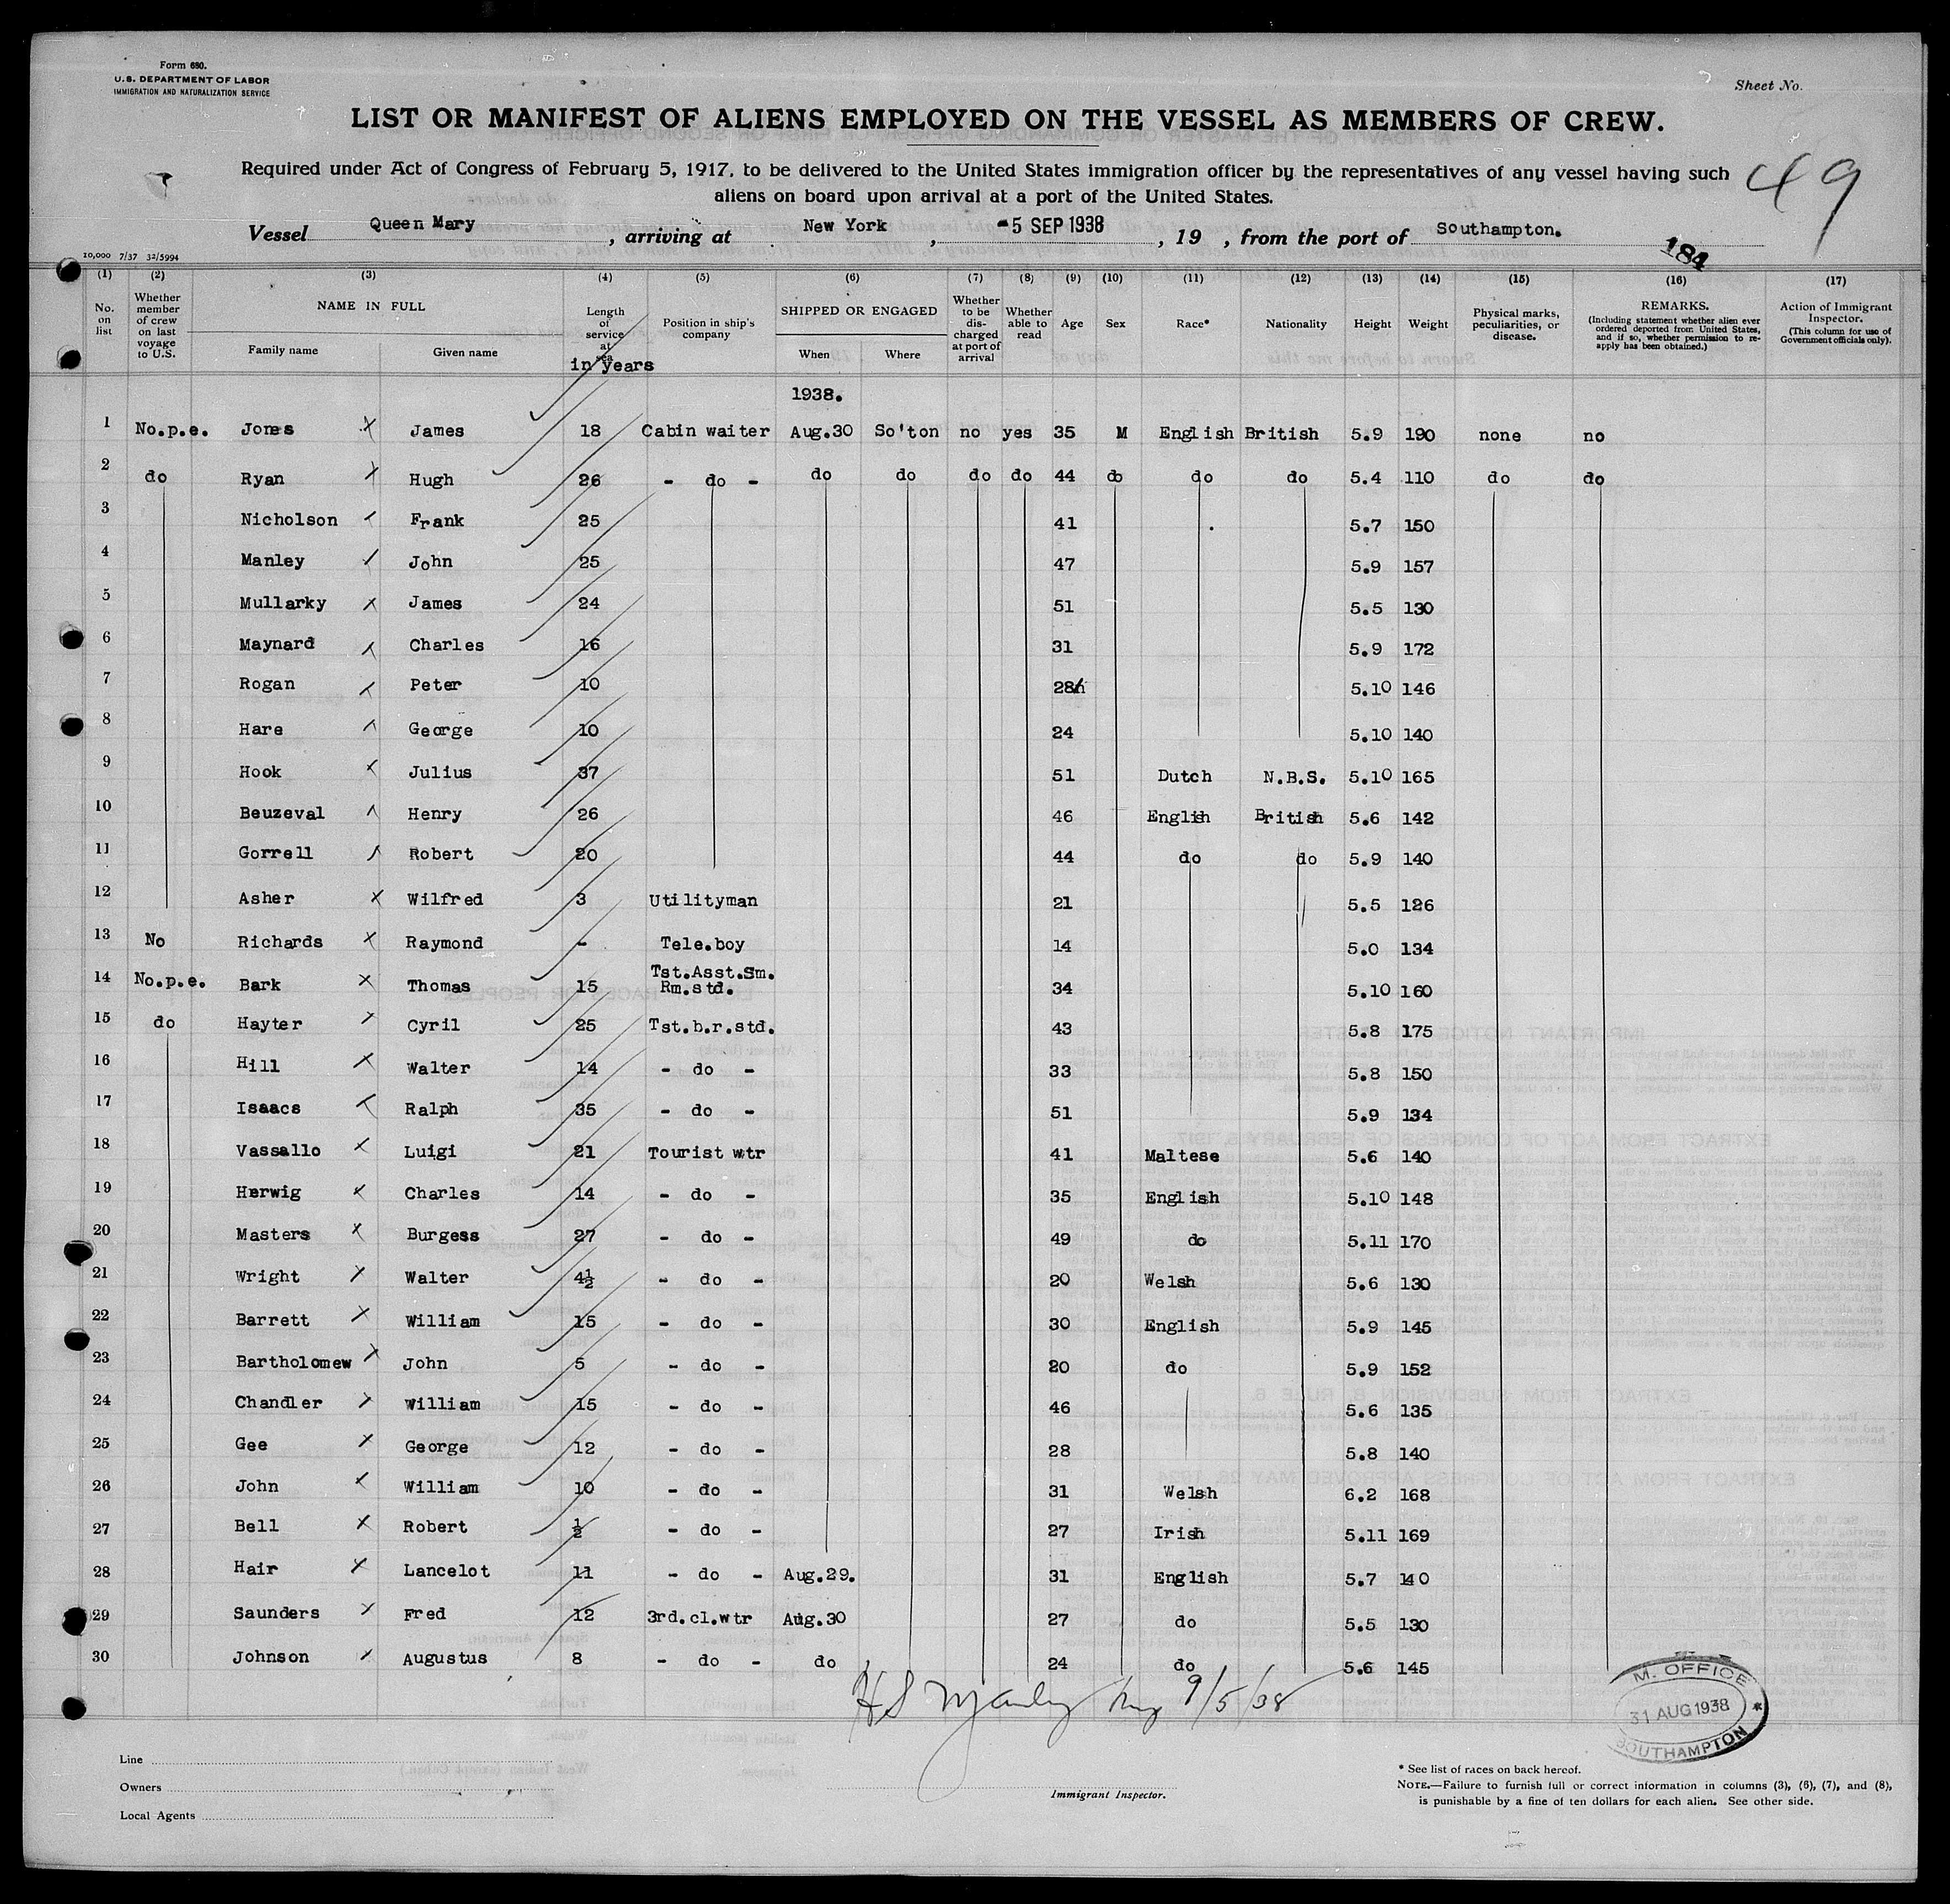 Form 680.
U.S. DEPARTMENT OF LABOR
IMMIGRATION AND NATURALIZATION SERVICE
Sheet No.
LIST OR MANIFEST OF ALIENS EMPLOYED ON THE VESSEL AS MEMBERS OF CREW.
Required under Act of Congress of February 5, 1917, to be delivered to the United States immigration officer by the representatives of any vessel having such
aliens on board upon arrival at a port of the United States.
49
Vessel Queen Mary, arriving at New York, -5 SEP 1938, 19 , from the port of Southampton.
184
10,000 7/37 32/5994
(1) (2) (3) (4) (5) (6) (7) (8) (9) (10) (11) (12) (13) (14) (15) (16) (17)
No. on list
Whether member of crew on last voyage to U.S.
NAME IN FULL
Family name Given name
Length of service at sea in years
Position in ship's company
SHIPPED OR ENGAGED
When Where
Whether to be discharged at port of arrival
Whether able to read
Age Sex Race* Nationality Height Weight
Physical marks, peculiarities, or disease.
REMARKS.
(Including statement whether alien ever ordered deported from United States, and if so, whether permission to re-apply has been obtained.)
Action of Immigrant Inspector.
(This column for use of Government officials only).
1938.
1 No.p.e. Jones James 18 Cabin waiter Aug.30 So'ton no yes 35 M English British 5.9 190 none no
2 do Ryan Hugh 26 - do - do do do do 44 do do do 5.4 110 do do
3 Nicholson Frank 25 41 5.7 150
4 Manley John 25 47 5.9 157
5 Mullarky James 24 51 5.5 130
6 Maynard Charles 16 31 5.9 172
7 Rogan Peter 10 28 5.10 146
8 Hare George 10 24 5.10 140
9 Hook Julius 37 51 Dutch N.B.S. 5.10 165
10 Beuzeval Henry 26 46 English British 5.6 142
11 Gorrell Robert 20 44 do do 5.9 140
12 Asher Wilfred 3 Utilityman 21 5.5 126
13 No Richards Raymond - Tele.boy 14 5.0 134
14 No.p.e. Bark Thomas 15 Tst.Asst.Sm. Rm.std. 34 5.10 160
15 do Hayter Cyril 25 Tst.b.r.std. 43 5.8 175
16 Hill Walter 14 - do - 33 5.8 150
17 Isaacs Ralph 35 - do - 51 5.9 134
18 Vassallo Luigi 21 Tourist wtr 41 Maltese 5.6 140
19 Herwig Charles 14 - do - 35 English 5.10 148
20 Masters Burgess 27 - do - 49 do 5.11 170
21 Wright Walter 4½ - do - 20 Welsh 5.6 130
22 Barrett William 15 - do - 30 English 5.9 145
23 Bartholomew John 5 - do - 20 do 5.9 152
24 Chandler William 15 - do - 46 5.6 135
25 Gee George 12 - do - 28 5.8 140
26 John William 10 - do - 31 Welsh 6.2 168
27 Bell Robert ½ - do - 27 Irish 5.11 169
28 Hair Lancelot 11 - do - Aug.29. 31 English 5.7 140
29 Saunders Fred 12 3rd.cl.wtr Aug.30 27 do 5.5 130
30 Johnson Augustus 8 - do - do 24 do 5.6 145
9/5/38
M. OFFICE
31 AUG 1938
SOUTHAMPTON
Line
Owners
Local Agents
Immigrant Inspector.
* See list of races on back hereof.
NOTE.—Failure to furnish full or correct information in columns (3), (6), (7), and (8),
is punishable by a fine of ten dollars for each alien. See other side.